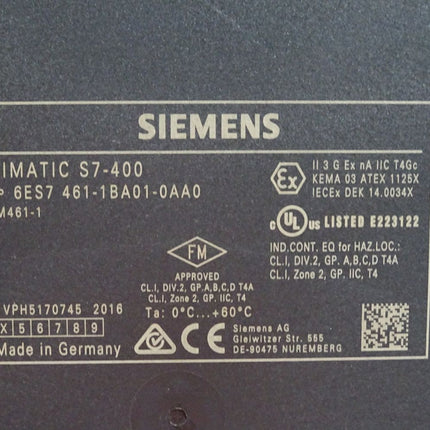 SIEMENS
IMATIC S7-400
P 6ES7 461-1BA01-0AA0
M461-1
Ex
II 3 G Ex nA IIC T4Gc
KEMA 03 ATEX 1125X
IECEx DEK 14.0034X
c UL us LISTED E223122
IND.CONT. EQ for HAZ.LOC.:
CL.I, DIV.2, GP. A,B,C,D T4A
CL.I, Zone 2, GP. IIC, T4
FM
APPROVED
CL.I, DIV.2, GP. A,B,C,D T4A
CL.I, Zone 2, GP. IIC, T4
VPH5170745 2016
X 5 6 7 8 9
Made in Germany
Ta: 0°C...+60°C
CE
Siemens AG
Gleiwitzer Str. 555
DE-90475 NUREMBERG